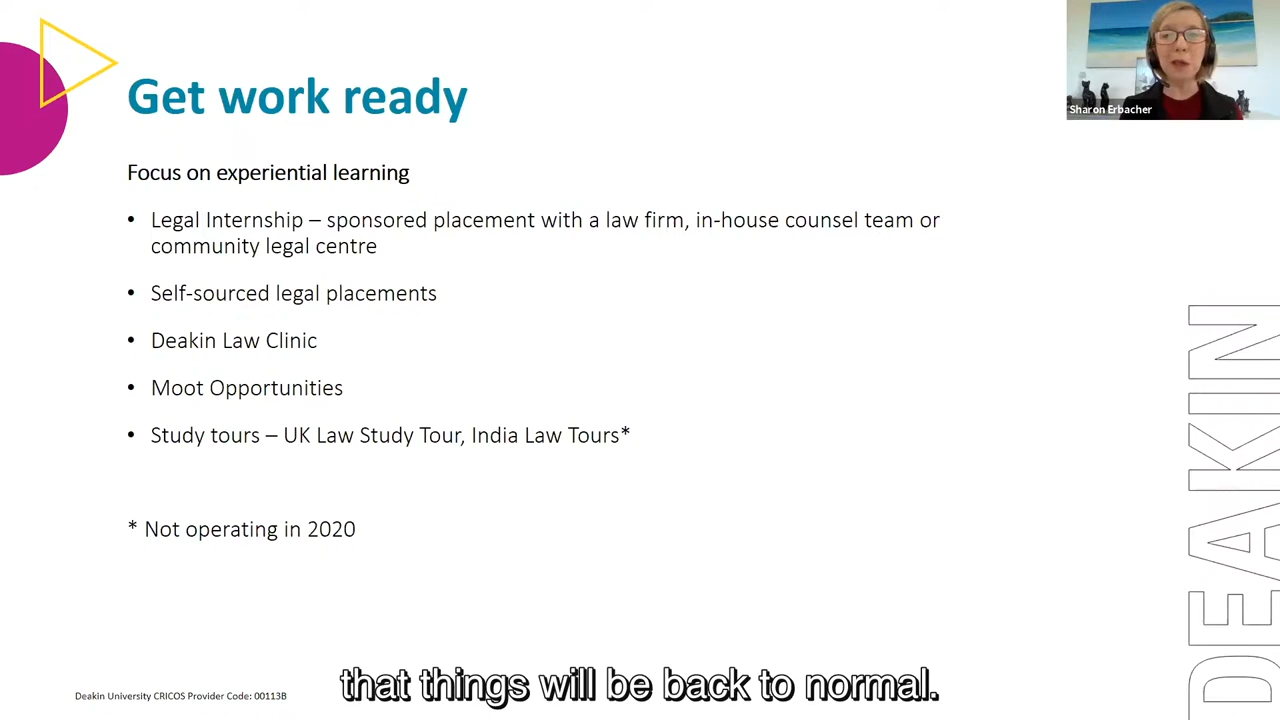 Get work ready
Sharon Erbacher
Focus on experiential learning
• Legal Internship – sponsored placement with a law firm, in-house counsel team or
community legal centre
• Self-sourced legal placements
• Deakin Law Clinic
• Moot Opportunities
• Study tours – UK Law Study Tour, India Law Tours*
* Not operating in 2020
DEAKIN
that things will be back to normal.
Deakin University CRICOS Provider Code: 00113B